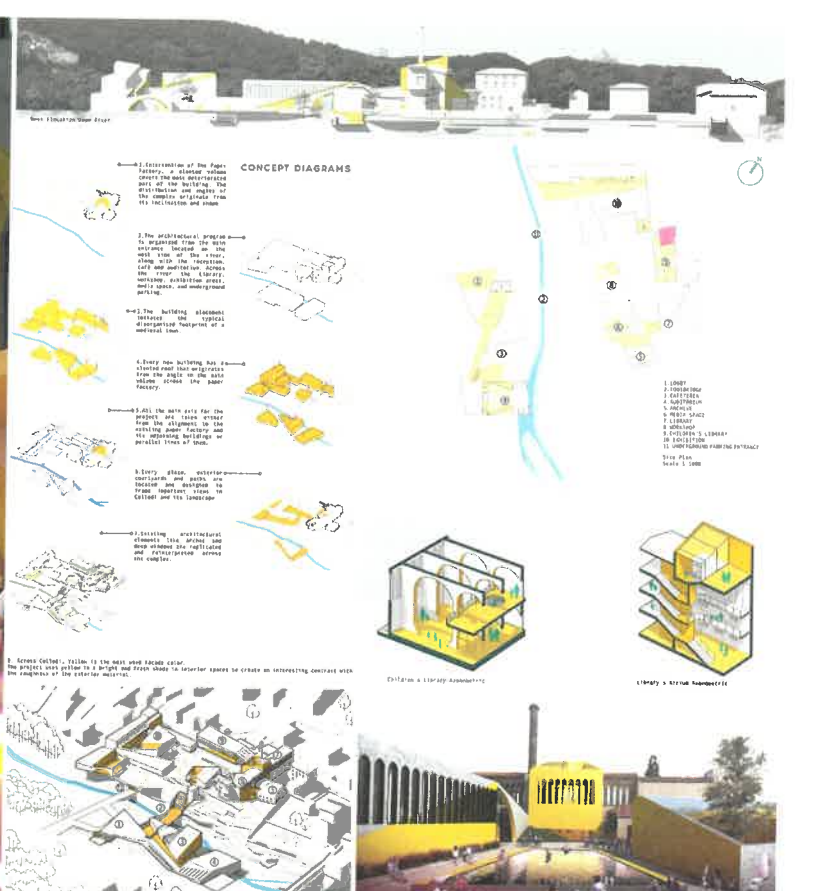 West Elevation
CONCEPT DIAGRAMS
1.Intervention of The Paper
Factory, a slanted volume
covers the most deteriorated
part of the building. The
distribution and angles of
the complex originate from
its inclination and shape
2.The architectural program
is organized from the main
entrance located on the
west side of the river,
along with the reception,
café and auditorium. Across
the river the library,
workshop, exhibition areas,
media space, and underground
parking.
3.The building placement
imitates the typical
disorganized footprint of a
medieval town.
4.Every new building has a
slanted roof that originates
from the angle in the main
volume across the paper
factory.
5.All the main axis for the
project are taken either
from the alignment to the
existing paper factory and
its adjoining buildings or
parallel lines of them.
6.Every plaza, exterior
courtyards and paths are
located and designed to
frame important views in
Collodi and its landscape
7.Existing architectural
elements like arches and
deep windows are replicated
and reinterpreted across
the complex.
8. Across Collodi, Yellow is the most used facade color.
The project uses yellow in a bright and fresh shade in interior spaces to create an interesting contrast with
the roughness of the exterior material.
N
1 LOBBY
2 FOOTBRIDGE
3 CAFETERIA
4 AUDITORIUM
5 ARCHIVE
6 MEDIA SPACE
7 LIBRARY
8 WORKSHOP
9 CHILDREN'S LIBRARY
10 EXHIBITION
11 UNDERGROUND PARKING ENTRANCE
Site Plan
Scale 1:1000
Children's Library Axonometric
Library's Atrium Axonometric